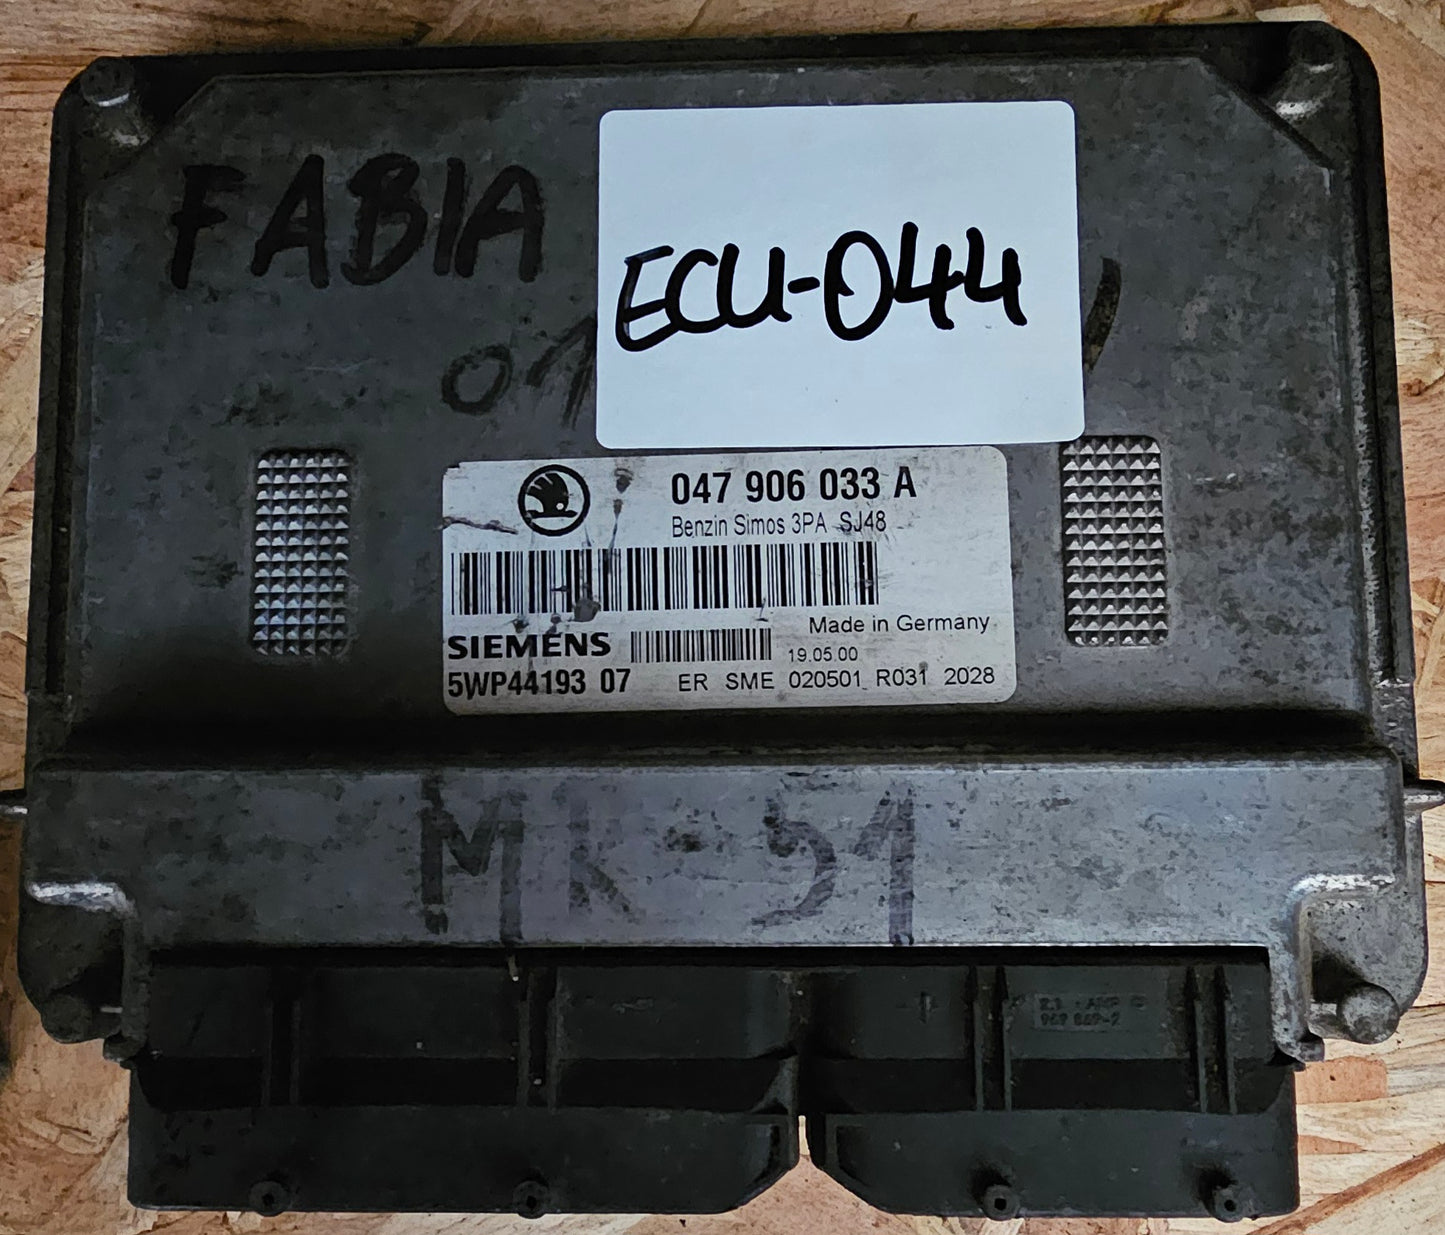 FABIA
ECU-044
01
047 906 033 A
Benzin Simos 3PA SJ48
Made in Germany
SIEMENS
19.05.00
5WP44193 07
ER SME 020501 R031 2028
MK-51